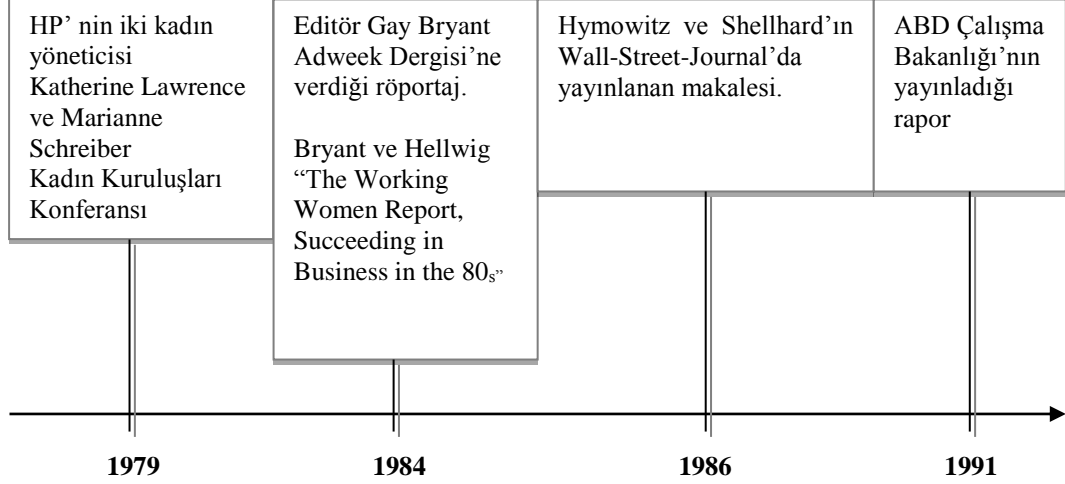 HP’ nin iki kadın
yöneticisi
Katherine Lawrence
ve Marianne
Schreiber
Kadın Kuruluşları
Konferansı
Editör Gay Bryant
Adweek Dergisi’ne
verdiği röportaj.
Bryant ve Hellwig
“The Working
Women Report,
Succeeding in
Business in the 80s”
Hymowitz ve Shellhard’ın
Wall-Street-Journal’da
yayınlanan makalesi.
ABD Çalışma
Bakanlığı’nın
yayınladığı
rapor
1979
1984
1986
1991